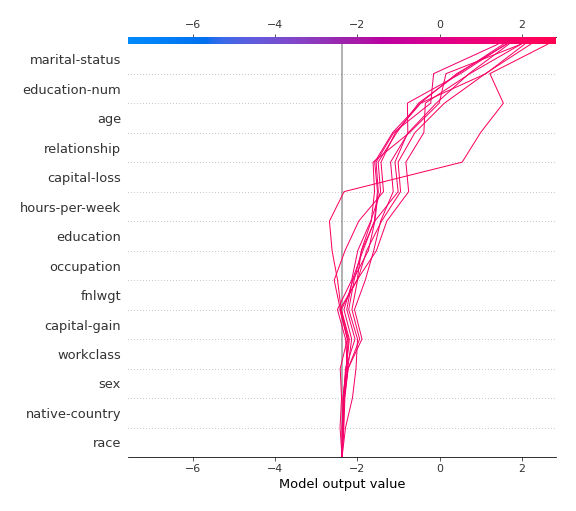 −6 −4 −2 0 2
marital-status
education-num
age
relationship
capital-loss
hours-per-week
education
occupation
fnlwgt
capital-gain
workclass
sex
native-country
race
−6 −4 −2 0 2
Model output value